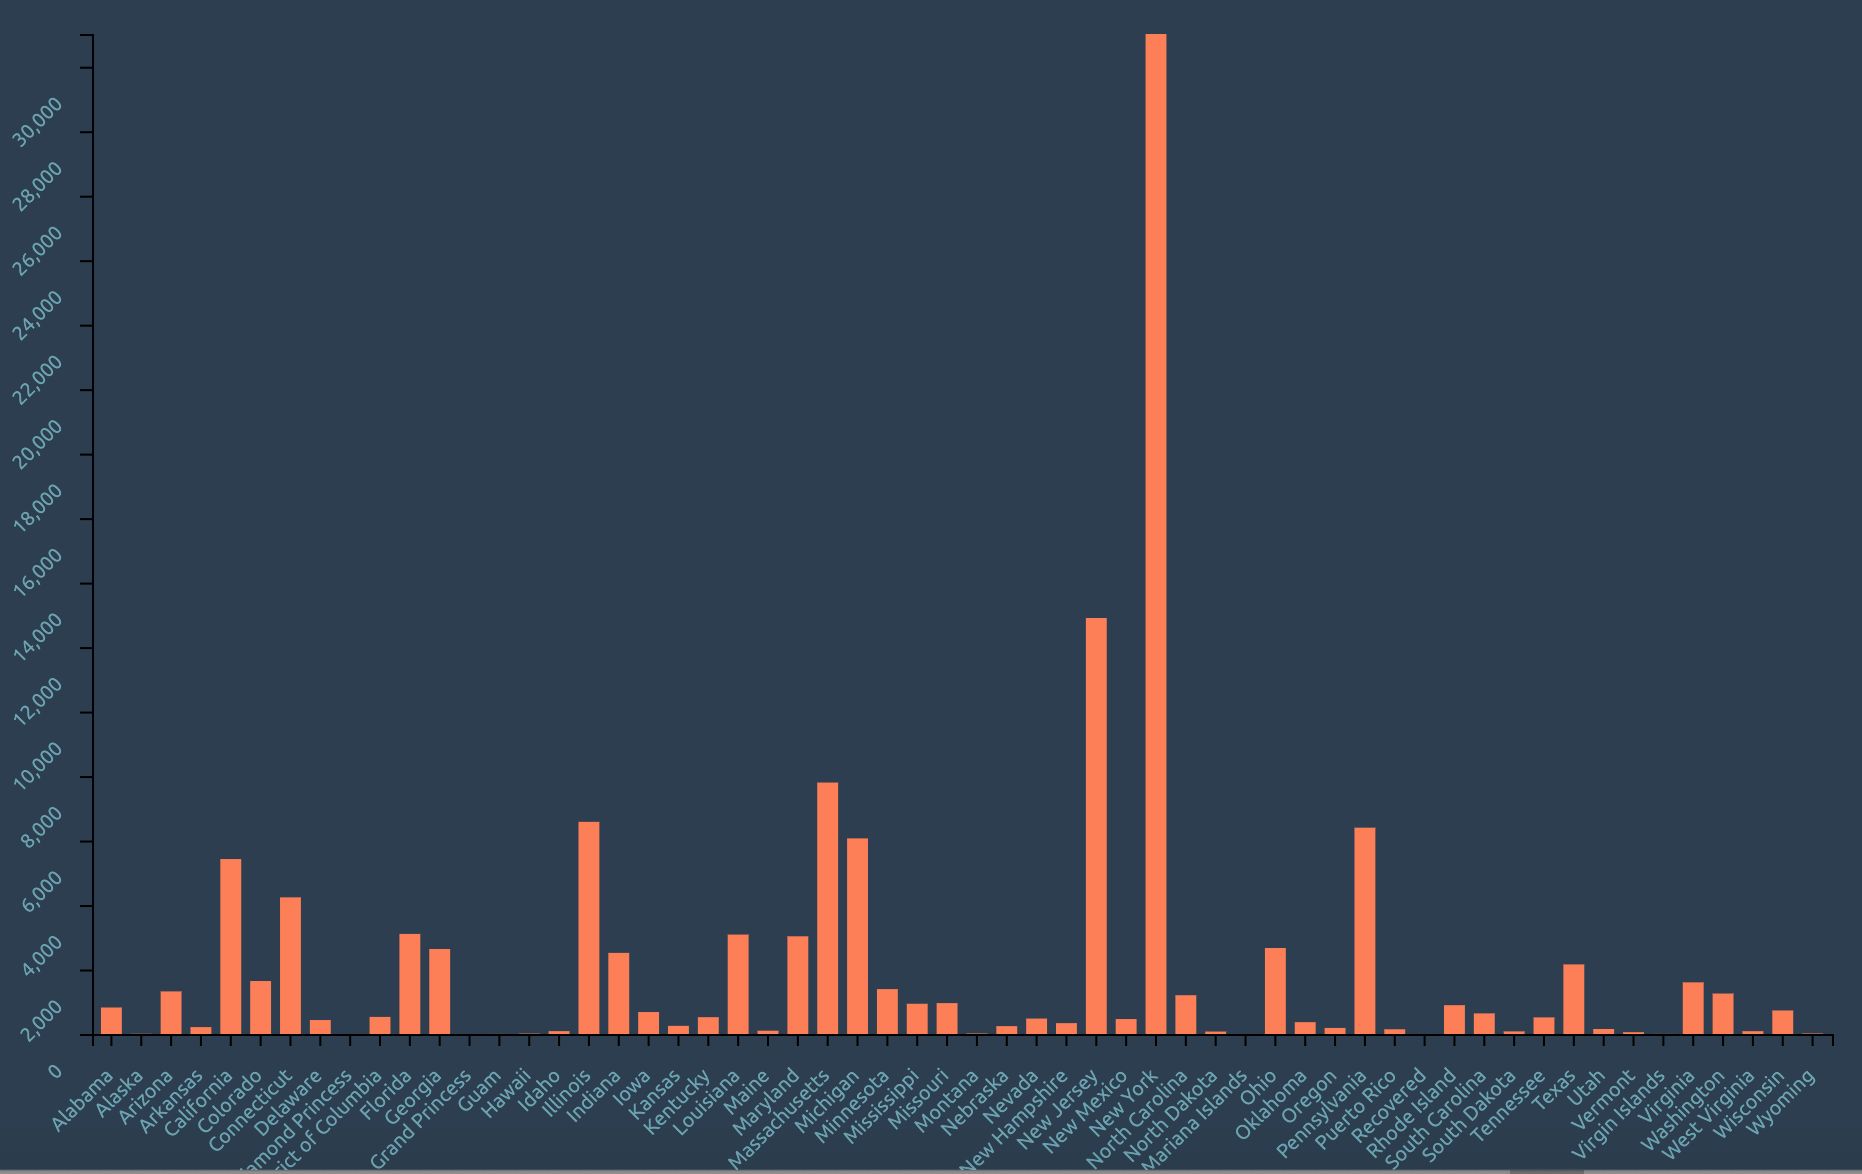 30,000
28,000
26,000
24,000
22,000
20,000
18,000
16,000
14,000
12,000
10,000
8,000
6,000
4,000
2,000
0
Alabama
Alaska
Arizona
Arkansas
California
Colorado
Connecticut
Delaware
amond Princess
rict of Columbia
Florida
Georgia
Grand Princess
Guam
Hawaii
Idaho
Illinois
Indiana
Iowa
Kansas
Kentucky
Louisiana
Maine
Maryland
Massachusetts
Michigan
Minnesota
Mississippi
Missouri
Montana
Nebraska
Nevada
New Hampshire
New Jersey
New Mexico
New York
North Carolina
North Dakota
Mariana Islands
Ohio
Oklahoma
Oregon
Pennsylvania
Puerto Rico
Recovered
Rhode Island
South Carolina
South Dakota
Tennessee
Texas
Utah
Vermont
Virgin Islands
Virginia
Washington
West Virginia
Wisconsin
Wyoming